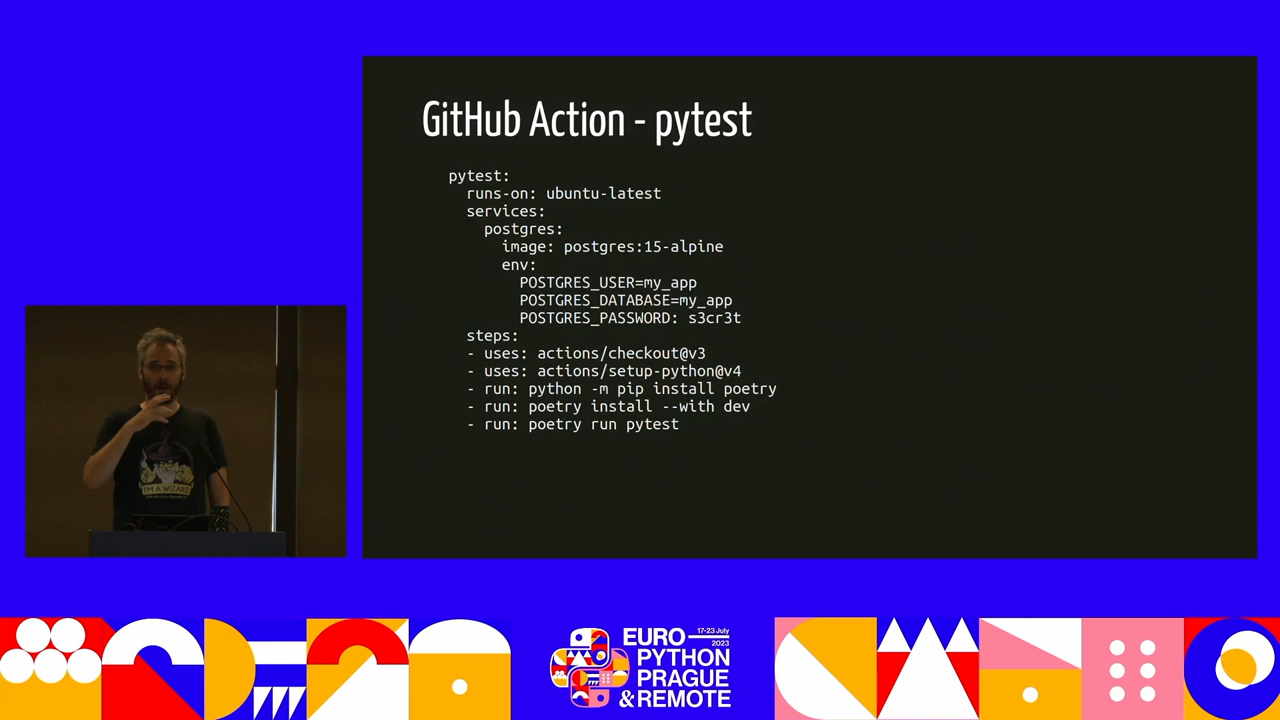 GitHub Action - pytest
pytest:
runs-on: ubuntu-latest
services:
postgres:
image: postgres:15-alpine
env:
POSTGRES_USER=my_app
POSTGRES_DATABASE=my_app
POSTGRES_PASSWORD: s3cr3t
steps:
- uses: actions/checkout@v3
- uses: actions/setup-python@v4
- run: python -m pip install poetry
- run: poetry install --with dev
- run: poetry run pytest
I'M A WIZARD
EURO 17-23 July 2023
PYTHON
PRAGUE
& REMOTE